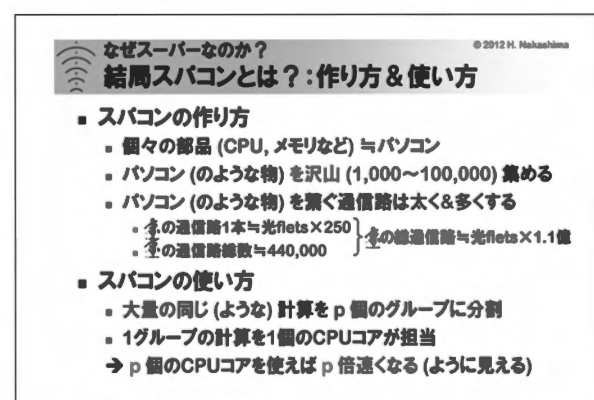 © 2012 H. Nakashima
なぜスーパーなのか？
結局スパコンとは？：作り方＆使い方
■ スパコンの作り方
■ 個々の部品 (CPU, メモリなど) ≒パソコン
■ パソコン (のような物) を沢山 (1,000～100,000) 集める
■ パソコン (のような物) を繋ぐ通信路は太く&多くする
■ の通信路1本≒光flets×250
■ の通信路総数≒440,000
の総通信路≒光flets×1.1億
■ スパコンの使い方
■ 大量の同じ (ような) 計算を p 個のグループに分割
■ 1グループの計算を1個のCPUコアが担当
➔ p 個のCPUコアを使えば p 倍速くなる (ように見える)